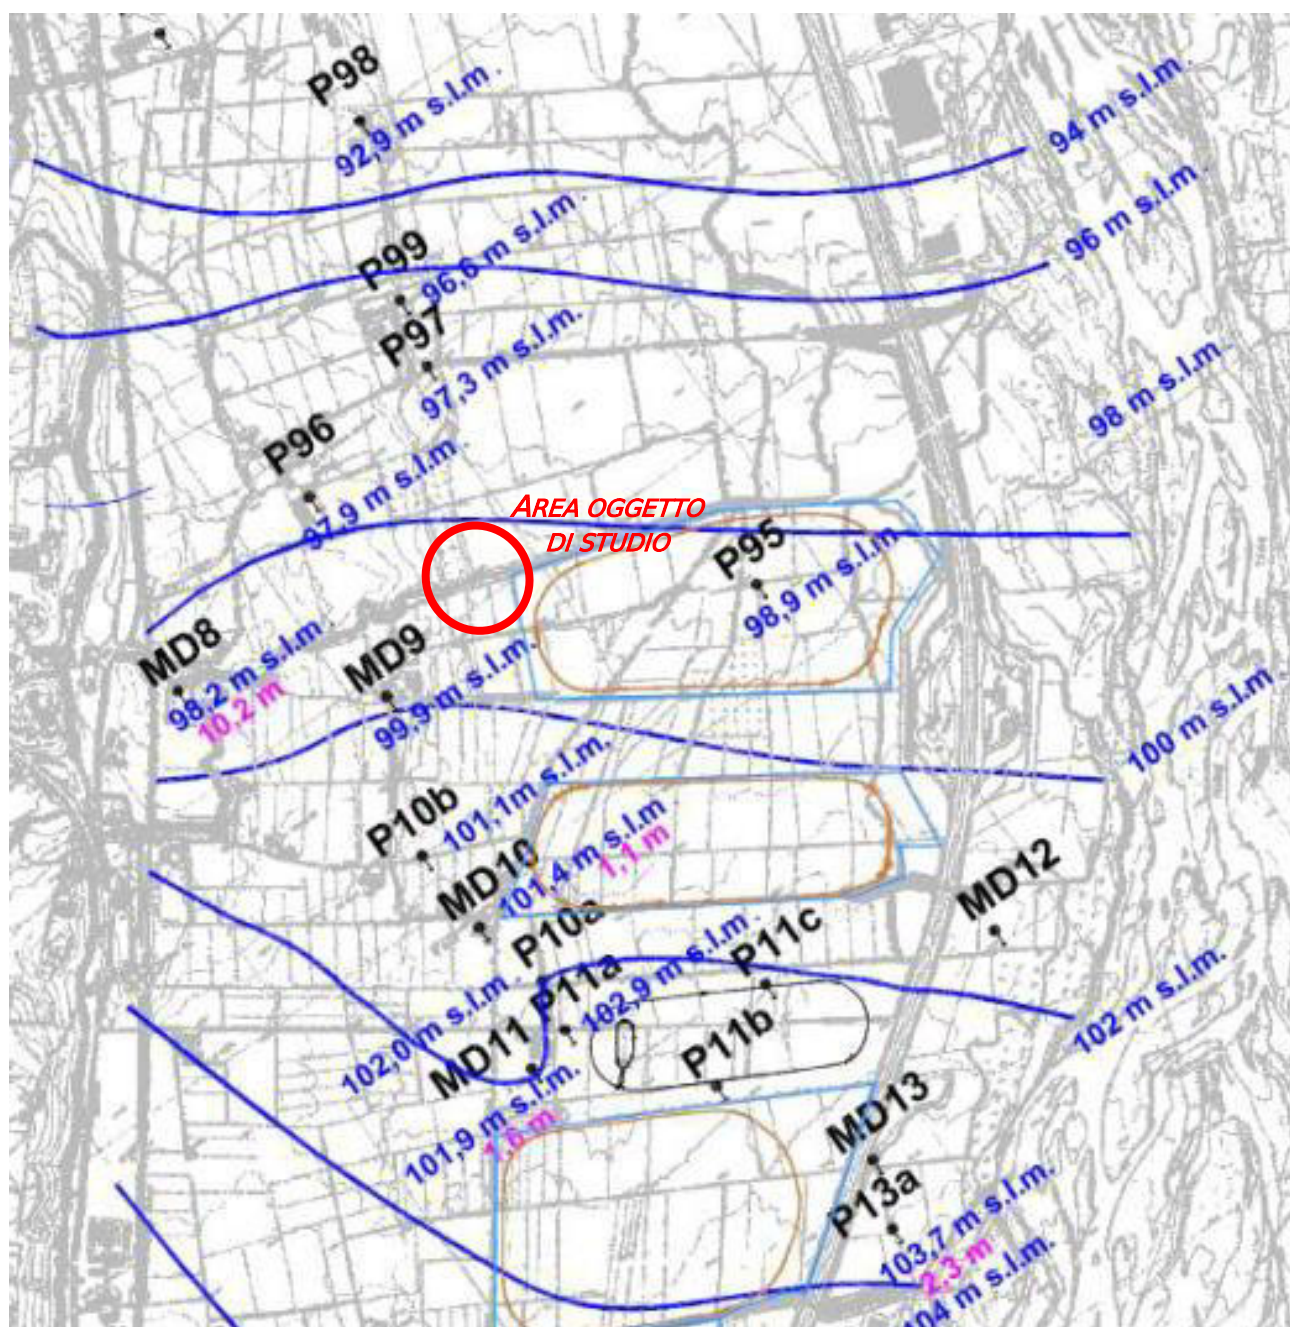 P98
92,9 m s.l.m.
94 m s.l.m.
P99
96,6 m s.l.m.
96 m s.l.m.
P97
97,3 m s.l.m.
98 m s.l.m.
P96
97,9 m s.l.m.
AREA OGGETTO
DI STUDIO
P95
98,9 m s.l.m
MD8
98,2 m s.l.m
10,2 m
MD9
99,9 m s.l.m.
100 m s.l.m.
P10b
101,1m s.l.m.
MD10
101,4 m s.l.m
1,1 m
MD12
P10a
102,0 m s.l.m.
P11a
102,9 m s.l.m.
P11c
102 m s.l.m.
MD11
101,9 m s.l.m.
1,6 m
P11b
MD13
P13a
103,7 m s.l.m.
2,3 m
104 m s.l.m.